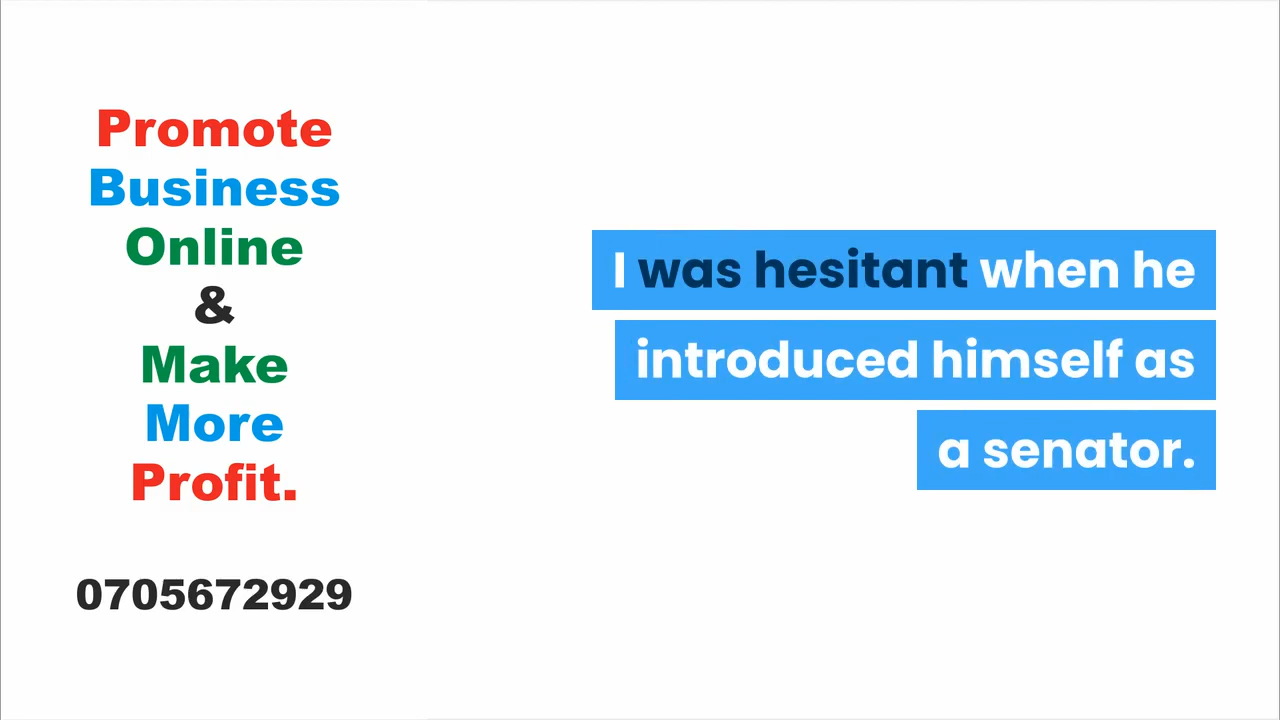 Promote
Business
Online
&
Make
More
Profit.
0705672929
I was hesitant when he
introduced himself as
a senator.